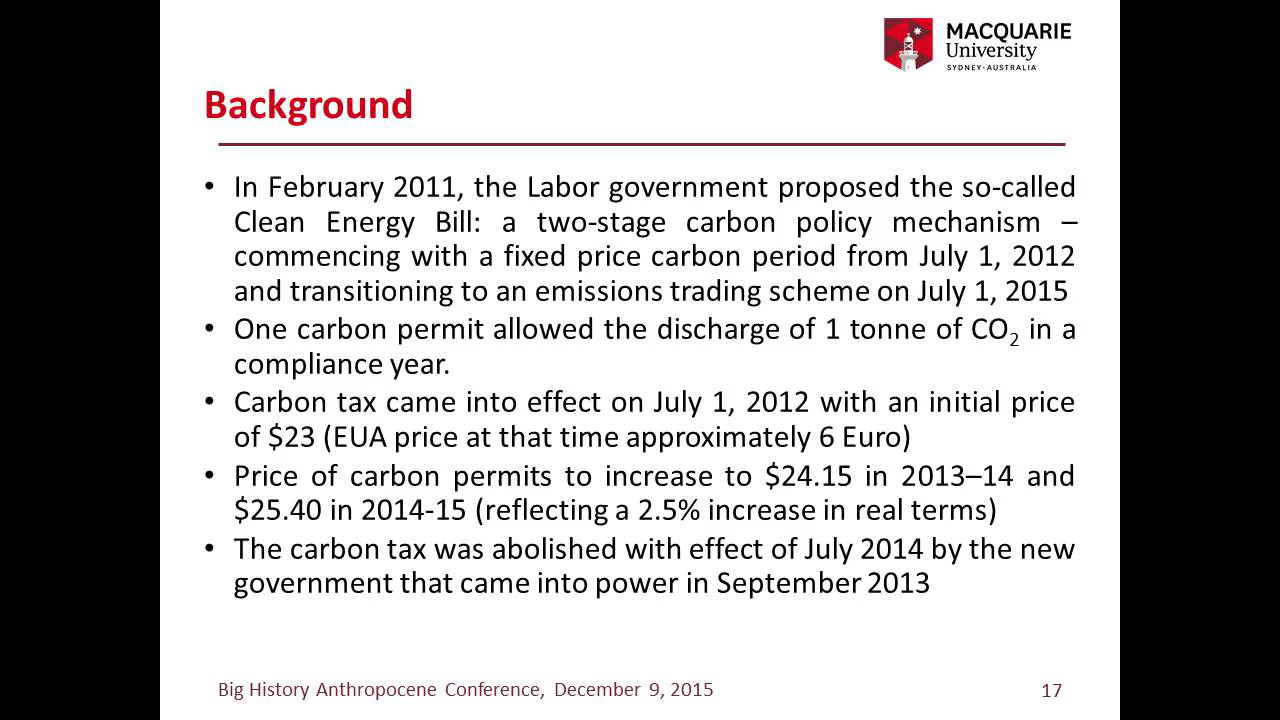 MACQUARIE
University
SYDNEY·AUSTRALIA
Background
• In February 2011, the Labor government proposed the so-called
Clean Energy Bill: a two-stage carbon policy mechanism –
commencing with a fixed price carbon period from July 1, 2012
and transitioning to an emissions trading scheme on July 1, 2015
• One carbon permit allowed the discharge of 1 tonne of CO₂ in a
compliance year.
• Carbon tax came into effect on July 1, 2012 with an initial price
of $23 (EUA price at that time approximately 6 Euro)
• Price of carbon permits to increase to $24.15 in 2013–14 and
$25.40 in 2014-15 (reflecting a 2.5% increase in real terms)
• The carbon tax was abolished with effect of July 2014 by the new
government that came into power in September 2013
Big History Anthropocene Conference, December 9, 2015
17